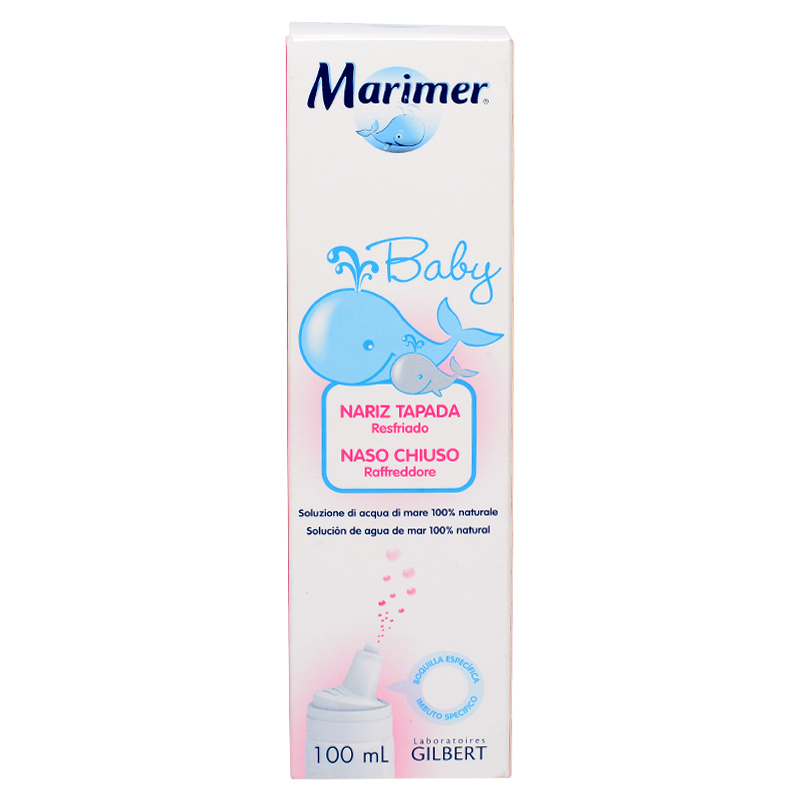 Marimer®
Baby
NARIZ TAPADA
Resfriado
NASO CHIUSO
Raffreddore
Soluzione di acqua di mare 100% naturale
Solución de agua de mar 100% natural
BOQUILLA ESPECÍFICA
IMBUTO SPECIFICO
100 mL
Laboratoires
GILBERT